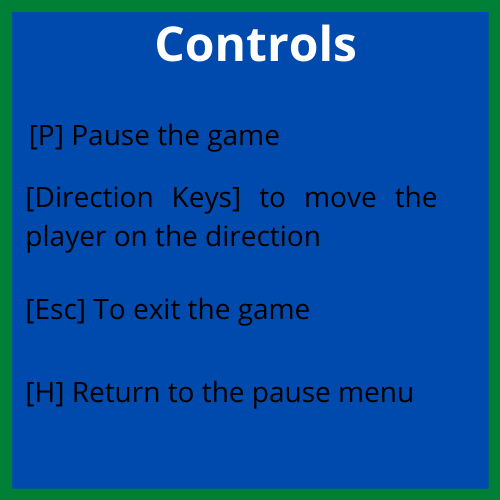 Controls
[P] Pause the game
[Direction Keys] to move the
player on the direction
[Esc] To exit the game
[H] Return to the pause menu